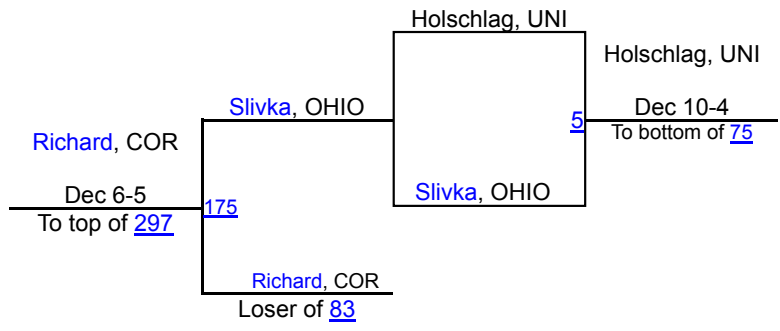 Holschlag, UNI
Holschlag, UNI
Slivka, OHIO
Dec 10-4
5
To bottom of 75
Richard, COR
Dec 6-5
Slivka, OHIO
175
To top of 297
Richard, COR
Loser of 83